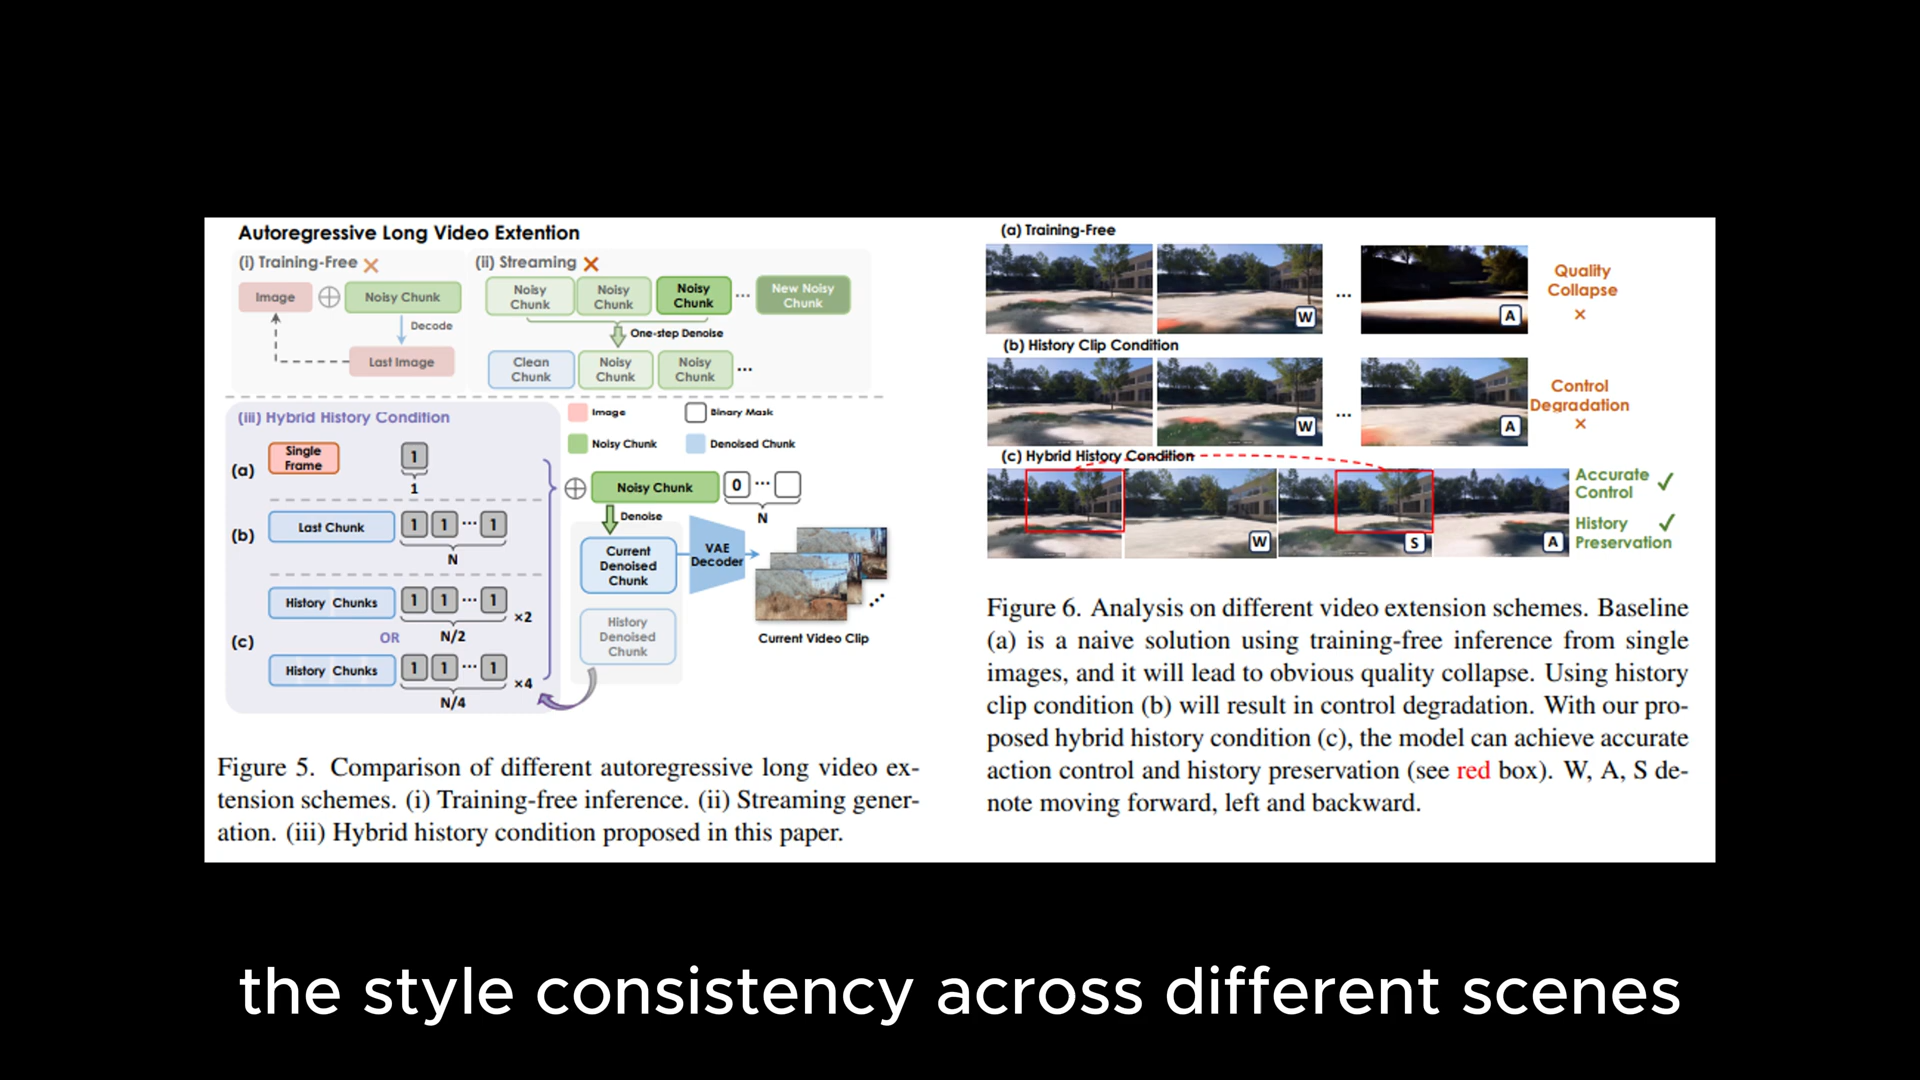 Autoregressive Long Video Extention
(i) Training-Free ×
(ii) Streaming ×
Image ⊕ Noisy Chunk
Decode
Last Image
Noisy Chunk
Noisy Chunk
Noisy Chunk
...
New Noisy Chunk
One-step Denoise
Clean Chunk
Noisy Chunk
Noisy Chunk
...
(iii) Hybrid History Condition
Image
Binary Mask
Noisy Chunk
Denoised Chunk
(a)
Single Frame
1
1
(b)
Last Chunk
1 1 ... 1
N
(c)
History Chunks
1 1 ... 1
×2
OR
N/2
History Chunks
1 1 ... 1
×4
N/4
⊕ Noisy Chunk
0 ...
N
Denoise
Current Denoised Chunk
VAE Decoder
History Denoised Chunk
Current Video Clip
Figure 5. Comparison of different autoregressive long video ex-
tension schemes. (i) Training-free inference. (ii) Streaming gener-
ation. (iii) Hybrid history condition proposed in this paper.
(a) Training-Free
W
...
A
Quality
Collapse
×
(b) History Clip Condition
W
...
A
Control
Degradation
×
(c) Hybrid History Condition
W
S
A
Accurate
Control ✓
History
Preservation ✓
Figure 6. Analysis on different video extension schemes. Baseline
(a) is a naive solution using training-free inference from single
images, and it will lead to obvious quality collapse. Using history
clip condition (b) will result in control degradation. With our pro-
posed hybrid history condition (c), the model can achieve accurate
action control and history preservation (see red box). W, A, S de-
note moving forward, left and backward.
the style consistency across different scenes